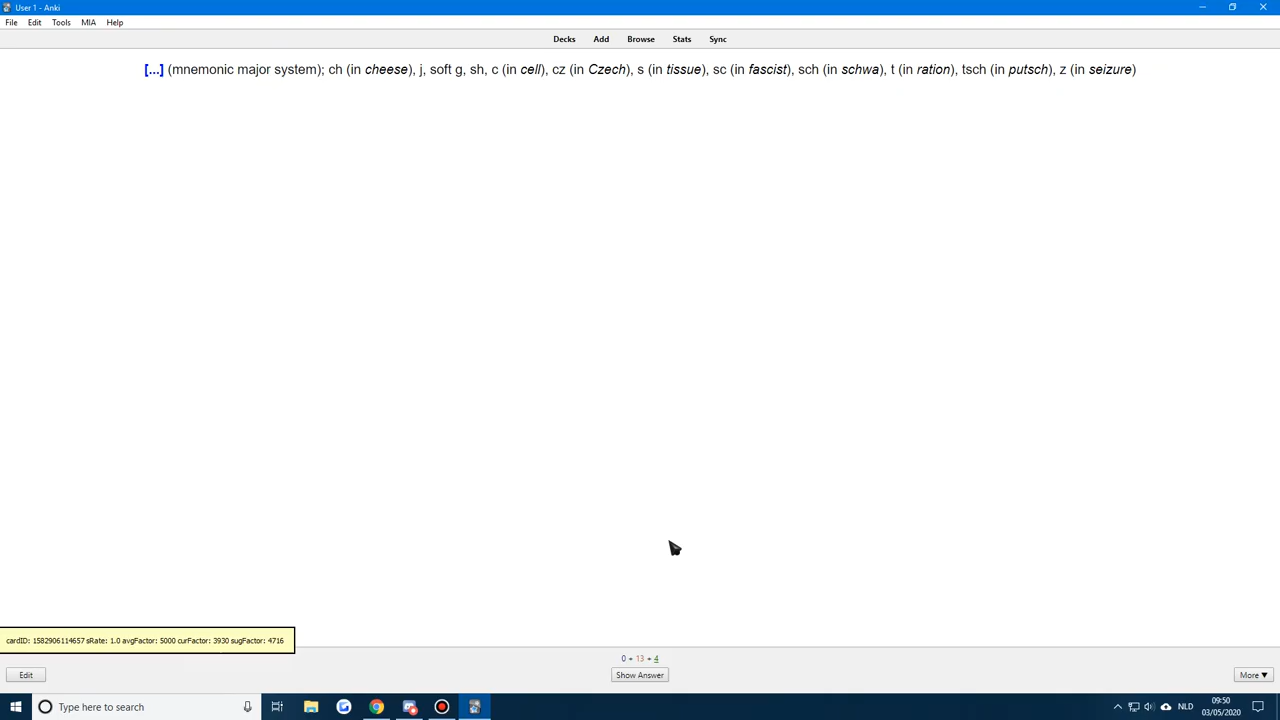 User 1 - Anki
File Edit Tools MIA Help
Decks Add Browse Stats Sync
[...] (mnemonic major system); ch (in cheese), j, soft g, sh, c (in cell), cz (in Czech), s (in tissue), sc (in fascist), sch (in schwa), t (in ration), tsch (in putsch), z (in seizure)
cardID: 1582906114657 sRate: 1.0 avgFactor: 5000 curFactor: 3930 sugFactor: 4716
0 + 13 + 4
Edit Show Answer More ▼
Type here to search NLD 09:50
03/05/2020